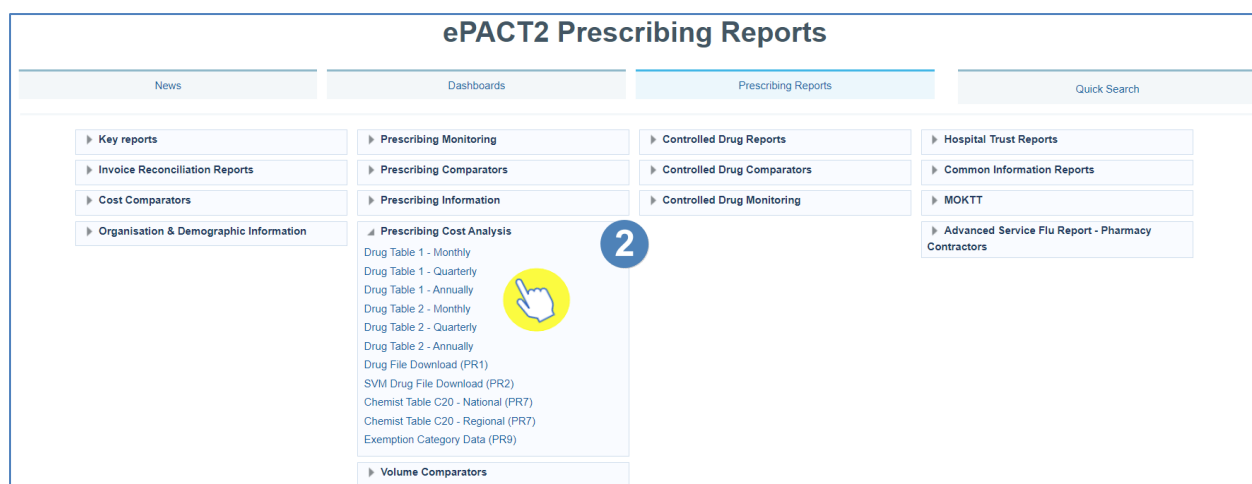 ePACT2 Prescribing Reports
News
Dashboards
Prescribing Reports
Quick Search
Key reports
Invoice Reconciliation Reports
Cost Comparators
Organisation & Demographic Information
Prescribing Monitoring
Prescribing Comparators
Prescribing Information
Prescribing Cost Analysis
Drug Table 1 - Monthly
Drug Table 1 - Quarterly
Drug Table 1 - Annually
Drug Table 2 - Monthly
Drug Table 2 - Quarterly
Drug Table 2 - Annually
Drug File Download (PR1)
SVM Drug File Download (PR2)
Chemist Table C20 - National (PR7)
Chemist Table C20 - Regional (PR7)
Exemption Category Data (PR9)
Volume Comparators
2
Controlled Drug Reports
Controlled Drug Comparators
Controlled Drug Monitoring
Hospital Trust Reports
Common Information Reports
MOKTT
Advanced Service Flu Report - Pharmacy
Contractors